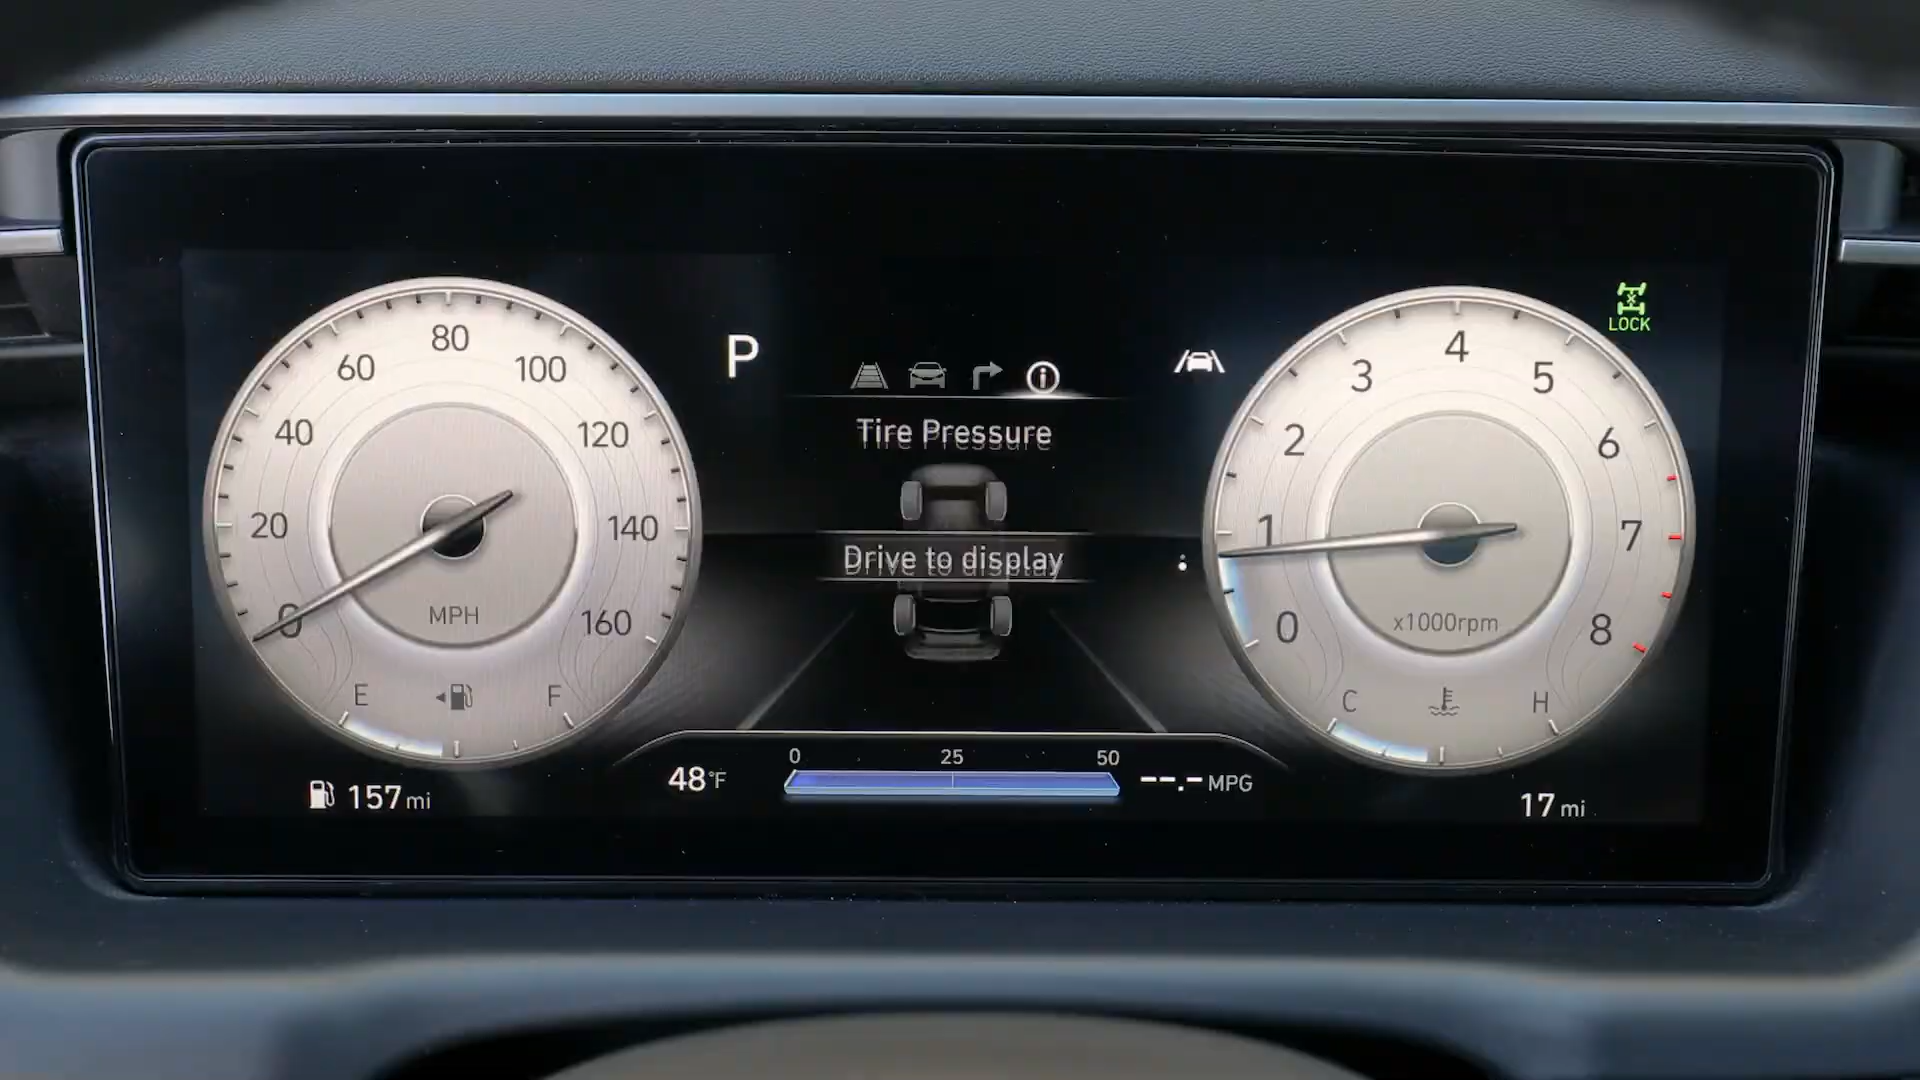 0
20
40
60
80
100
120
140
160
MPH
E
F
157 mi
P
Tire Pressure
Drive to display
48°F
0 25 50
--.- MPG
LOCK
0
1
2
3
4
5
6
7
8
x1000rpm
C
H
17 mi